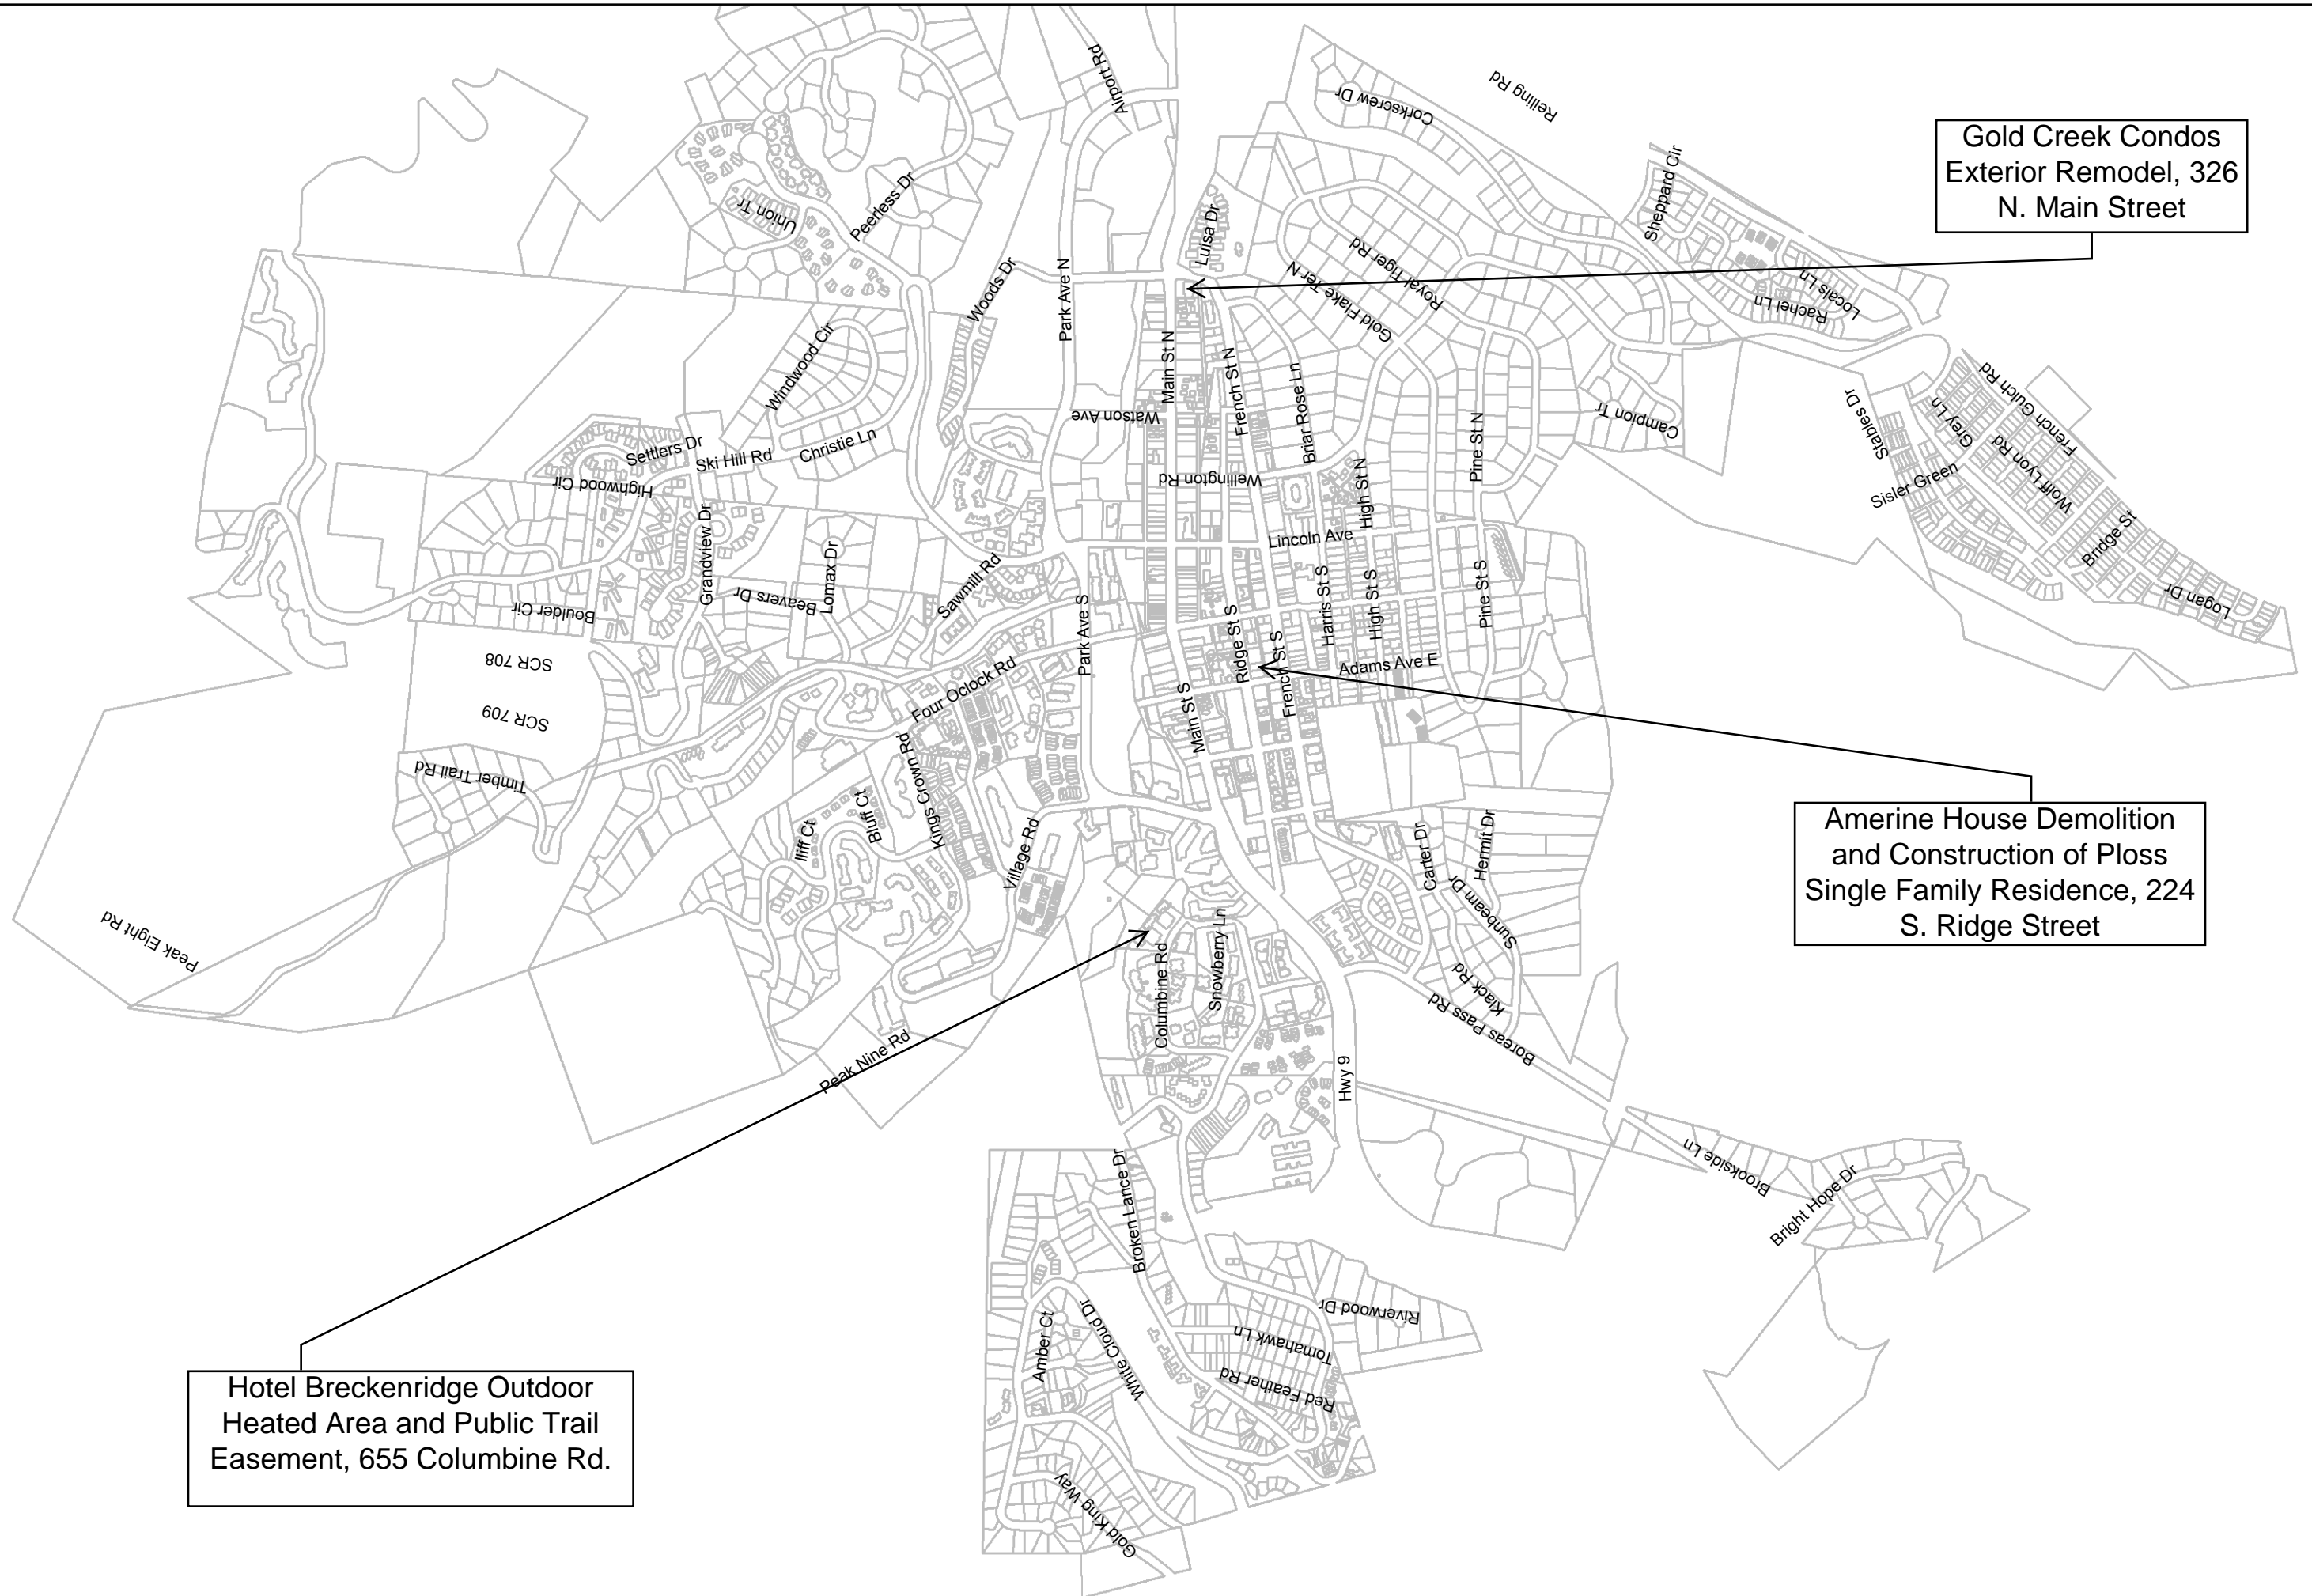 Airport Rd
Reiling Rd
Corkscrew Dr
Gold Creek Condos
Exterior Remodel, 326
N. Main Street
Sheppard Cir
Union Tr
Peerless Dr
Luisa Dr
Royal Tiger Rd
Gold Flake Ter N
Woods Dr
Park Ave N
Locals Ln
Rachel Ln
Windwood Cir
Main St N
French St N
Briar Rose Ln
Watson Ave
Campion Tr
Pine St N
Stables Dr
Grey Ln
French Gulch Rd
Wolff Lyon Rd
Sisler Green
Settlers Dr
Ski Hill Rd
Christie Ln
Highwood Cir
Wellington Rd
High St N
Lincoln Ave
Bridge St
Logan Dr
Grandview Dr
Lomax Dr
Beavers Dr
Sawmill Rd
Boulder Cir
Park Ave S
Ridge St S
Harris St S
High St S
Pine St S
SCR 708
SCR 709
Four Oclock Rd
French St S
Adams Ave E
Main St S
Timber Trail Rd
Kings Crown Rd
Bluff Ct
Iliff Ct
Village Rd
Carter Dr
Hermit Dr
Sunbeam Dr
Amerine House Demolition
and Construction of Ploss
Single Family Residence, 224
S. Ridge Street
Peak Eight Rd
Columbine Rd
Snowberry Ln
Klack Rd
Boreas Pass Rd
Peak Nine Rd
Hwy 9
Brookside Ln
Bright Hope Dr
Broken Lance Dr
Riverwood Dr
Tomahawk Ln
Red Feather Rd
Amber Ct
White Cloud Dr
Gold King Way
Hotel Breckenridge Outdoor
Heated Area and Public Trail
Easement, 655 Columbine Rd.